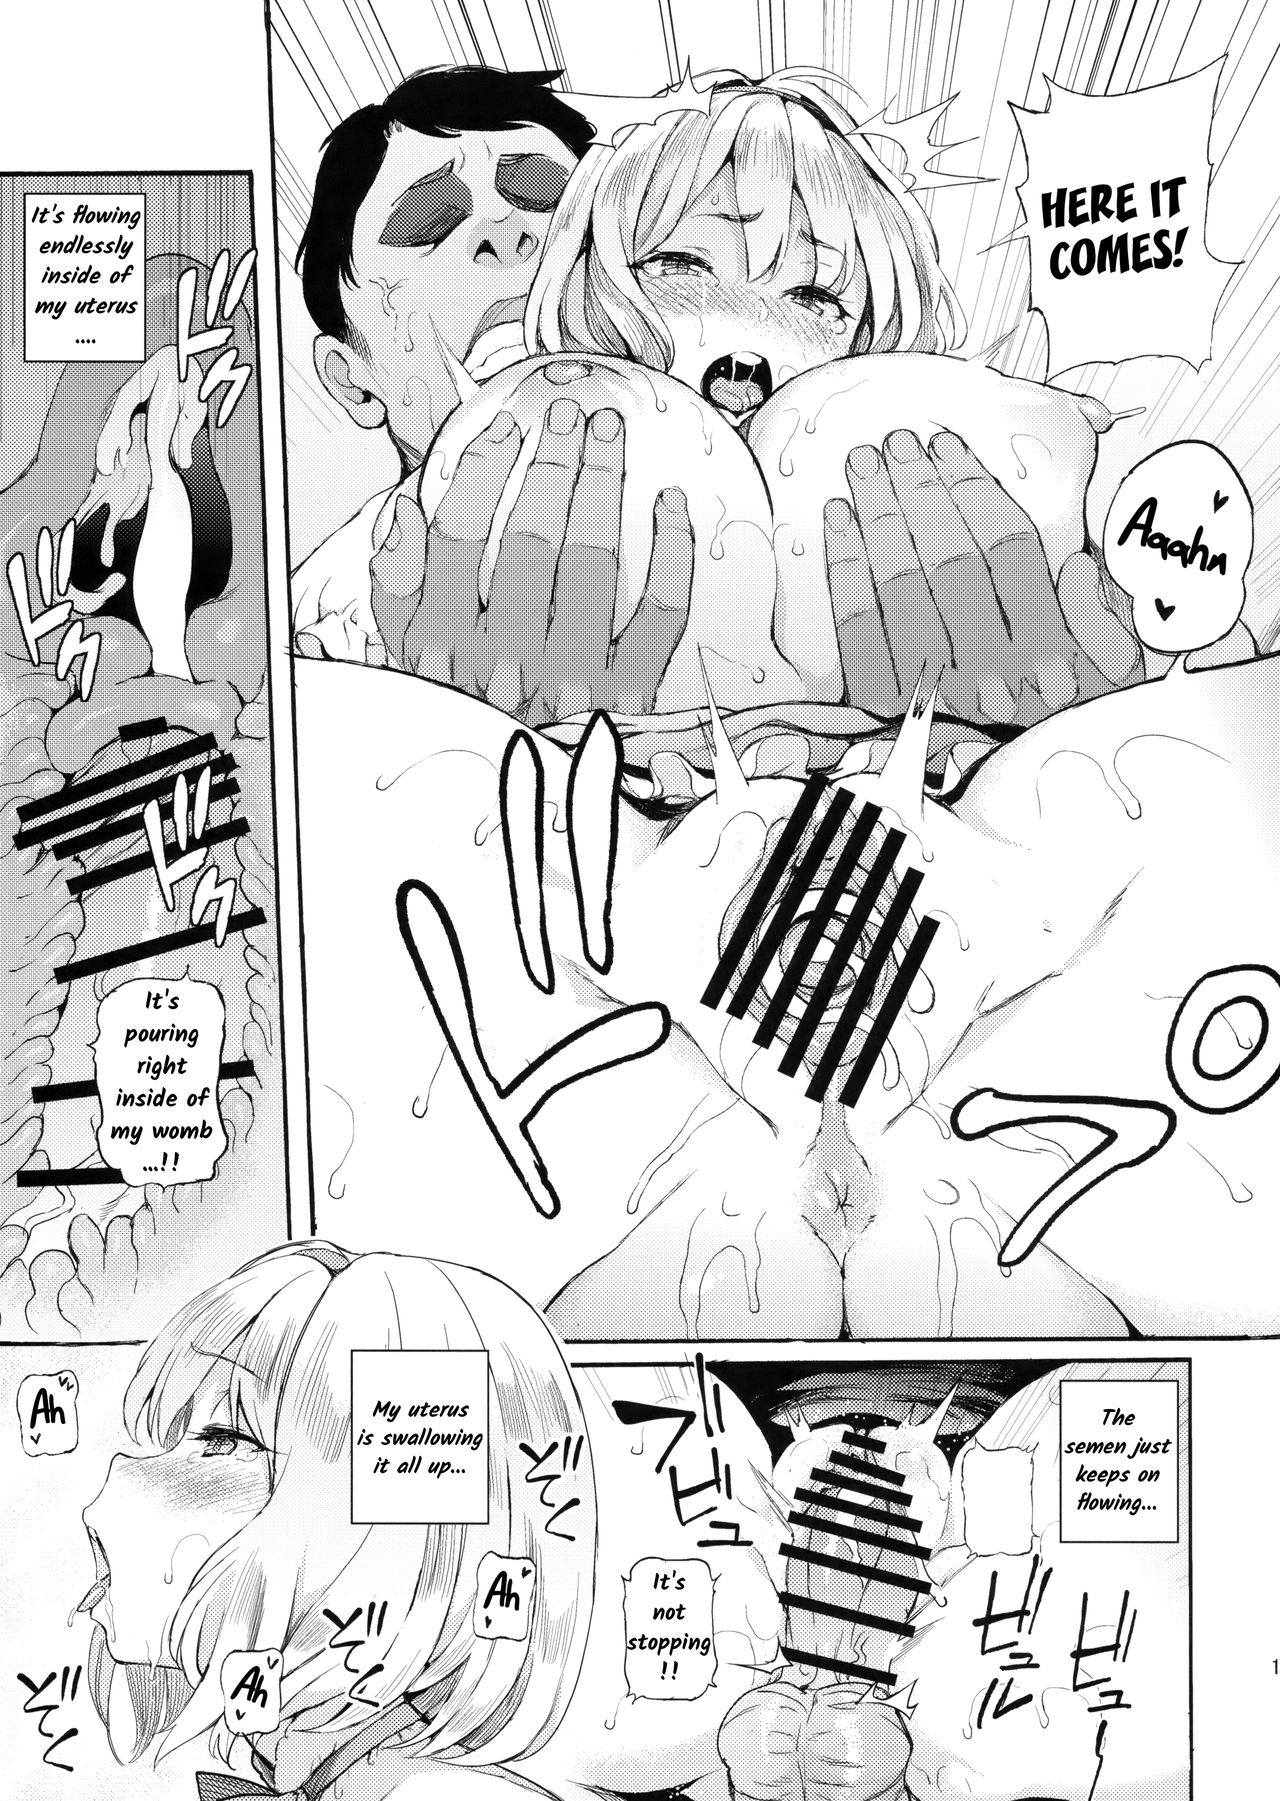 HERE IT
COMES!
Aaahn
ドプ
It's flowing
endlessly
inside of
my uterus
....
ドク
ドク
ドク
It's
pouring
right
inside of
my womb
...!!
The
semen just
keeps on
flowing...
It's
not
stopping
!!
ブビュ
ビュル
ビュー
My uterus
is swallowing
it all up...
Ah
Ah
Ah
ぞく
ぞく
ぞく
1